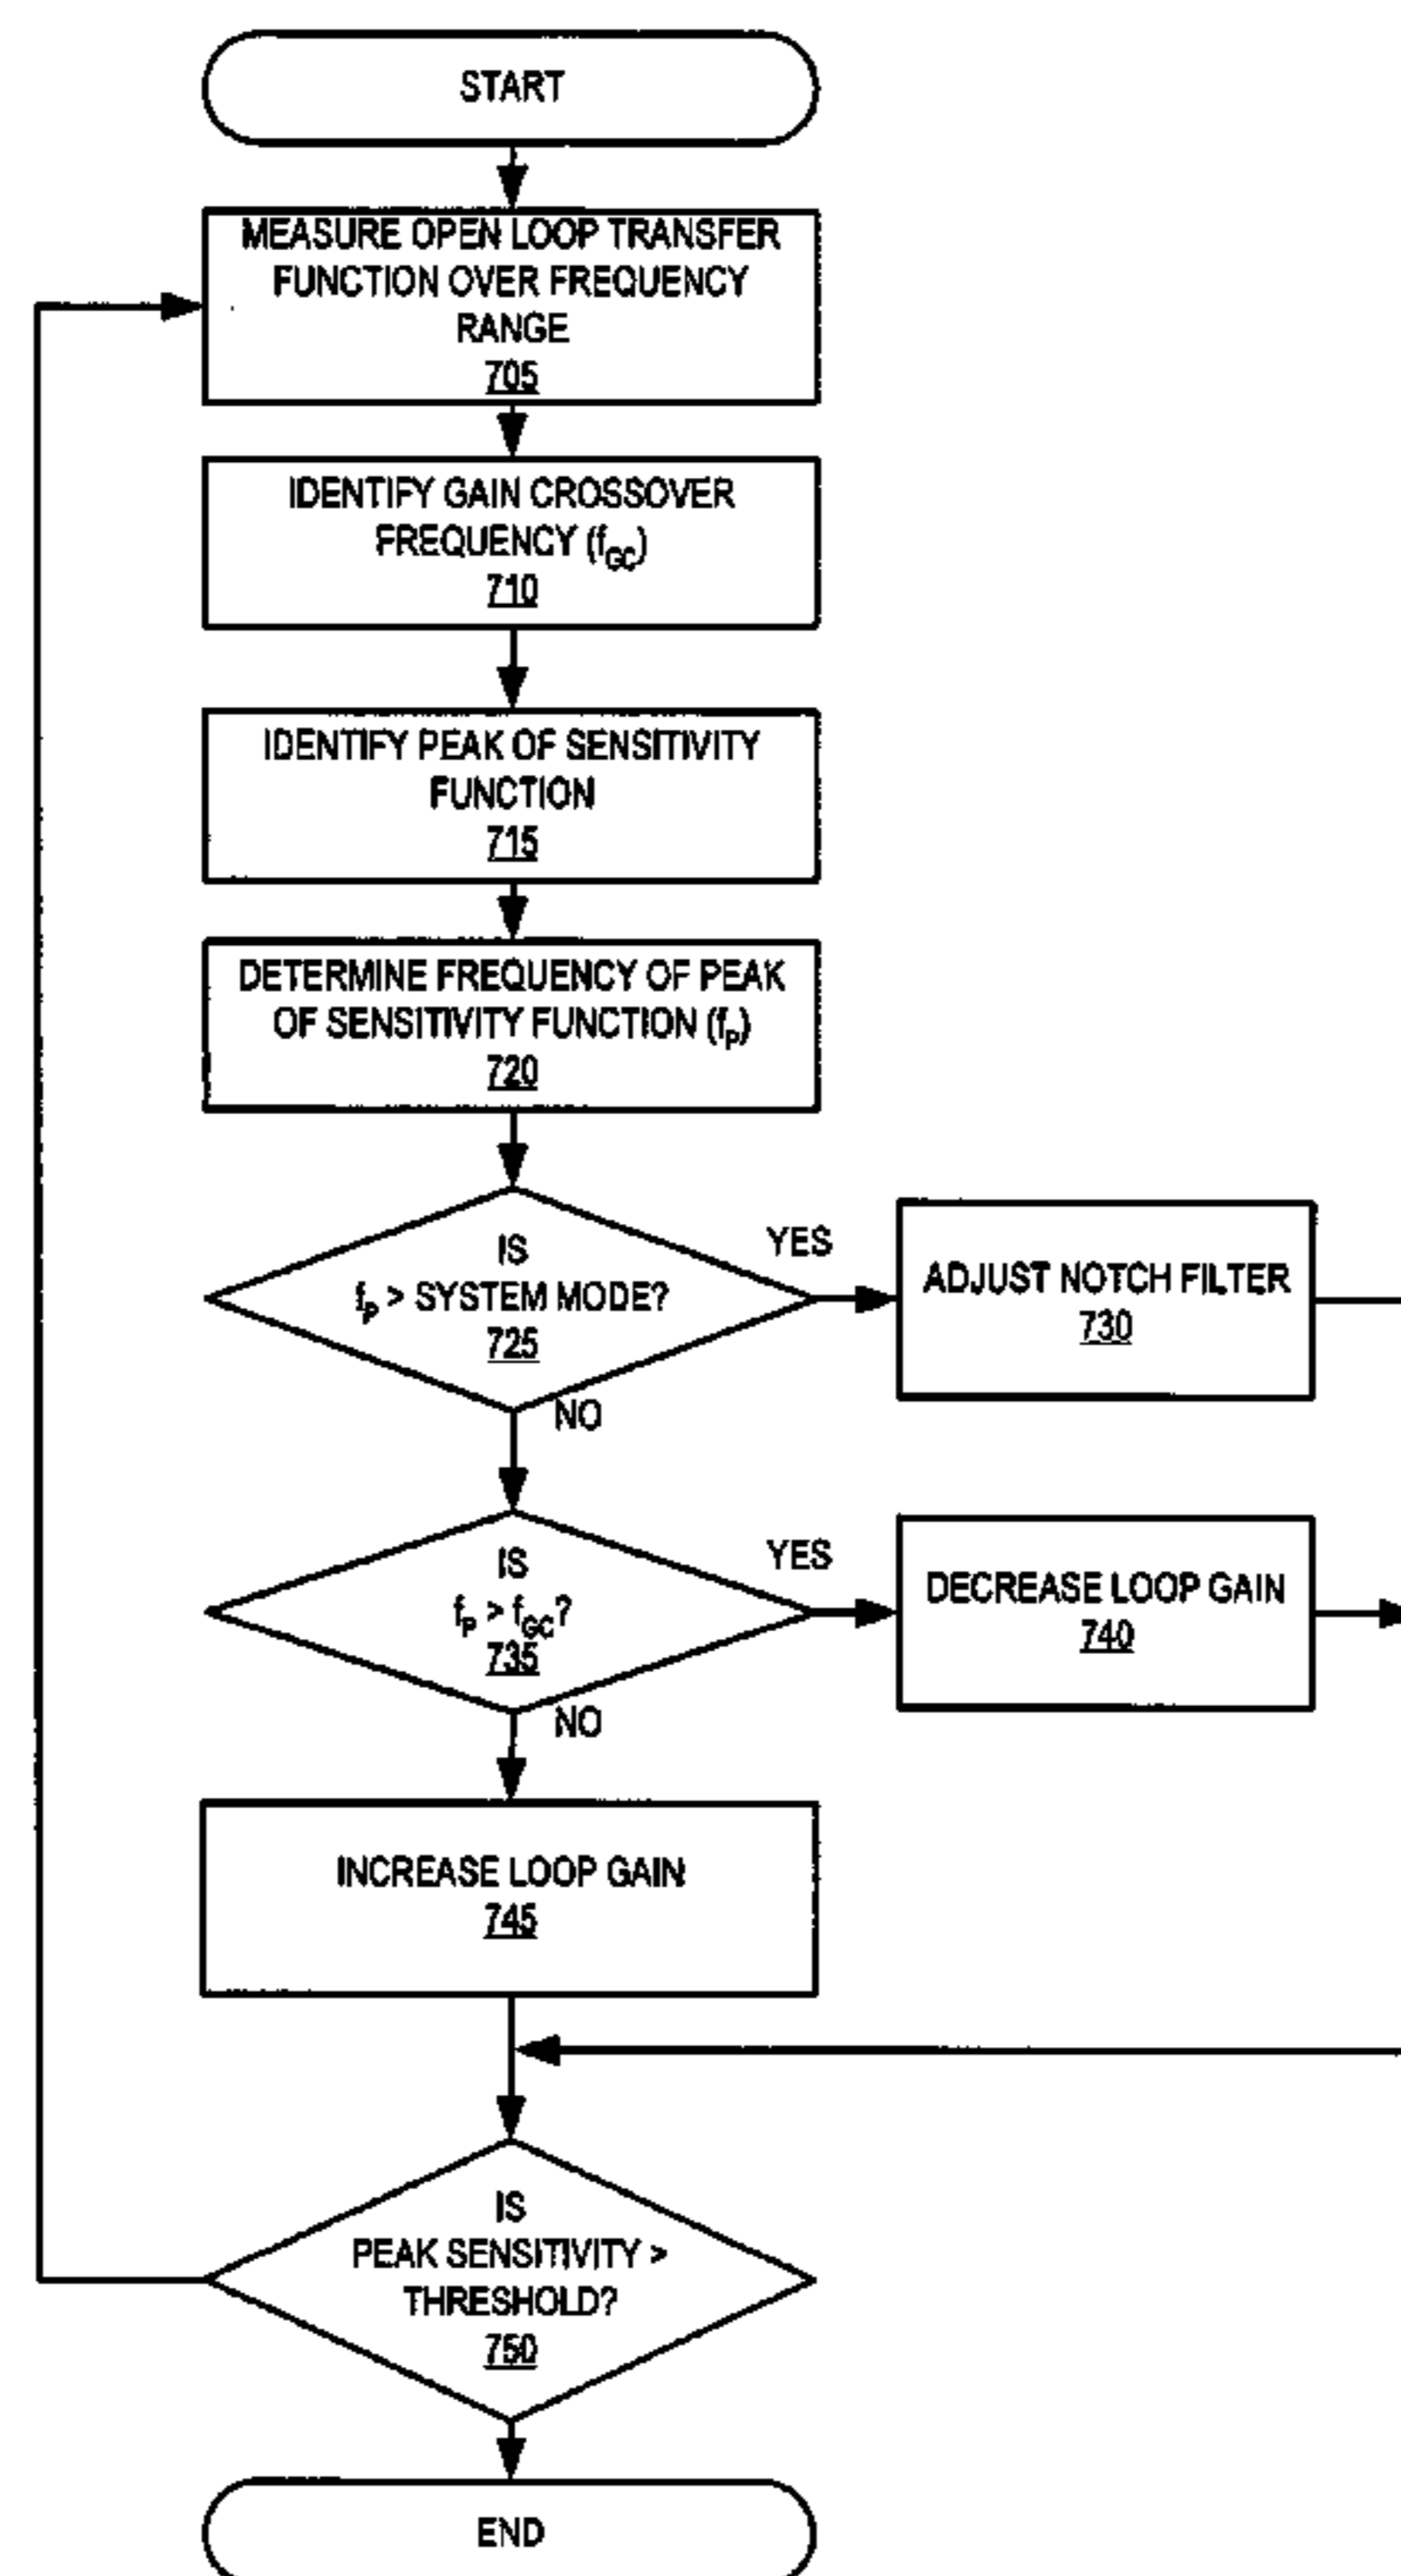 START
MEASURE OPEN LOOP TRANSFER
FUNCTION OVER FREQUENCY
RANGE
705
IDENTIFY GAIN CROSSOVER
FREQUENCY (fGC)
710
IDENTIFY PEAK OF SENSITIVITY
FUNCTION
715
DETERMINE FREQUENCY OF PEAK
OF SENSITIVITY FUNCTION (fP)
720
IS
fP > SYSTEM MODE?
725
YES
ADJUST NOTCH FILTER
730
NO
IS
fP > fGC?
735
YES
DECREASE LOOP GAIN
740
NO
INCREASE LOOP GAIN
745
IS
PEAK SENSITIVITY >
THRESHOLD?
750
END